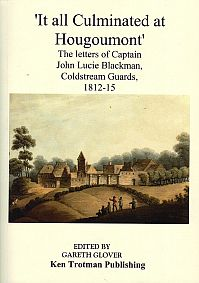 'It all Culminated at
Hougoumont'
The letters of Captain
John Lucie Blackman,
Coldstream Guards,
1812-15
EDITED BY
GARETH GLOVER
Ken Trotman Publishing